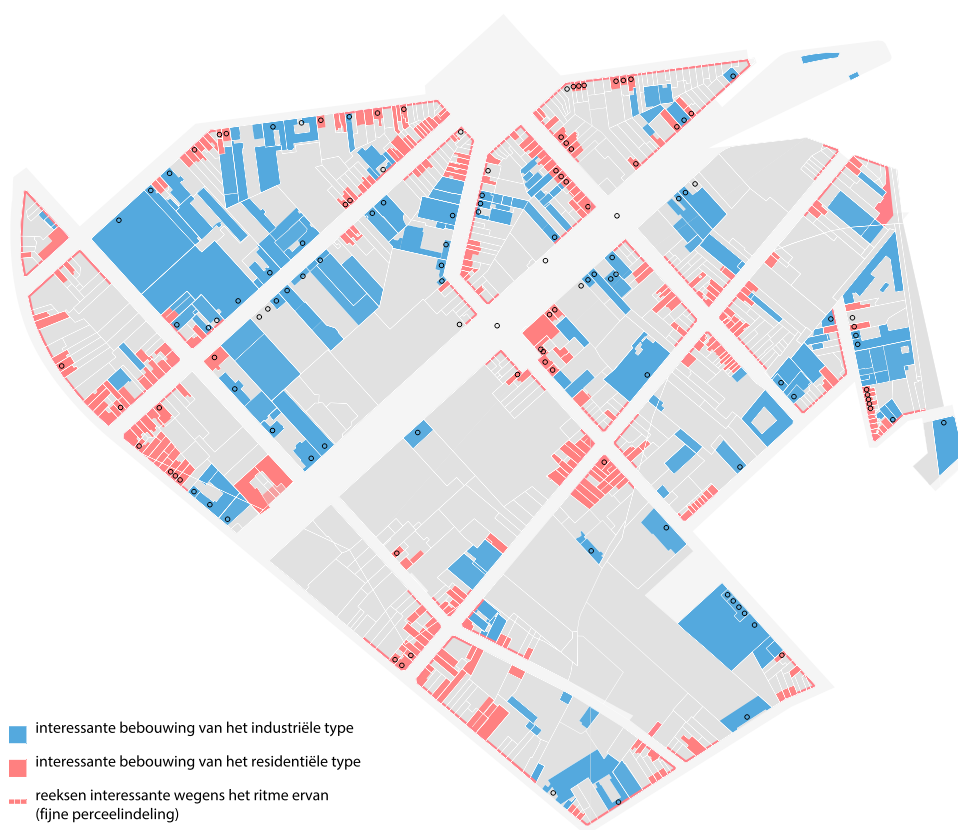 interessante bebouwing van het industriële type
interessante bebouwing van het residentiële type
reeksen interessante wegens het ritme ervan
(fijne perceelindeling)